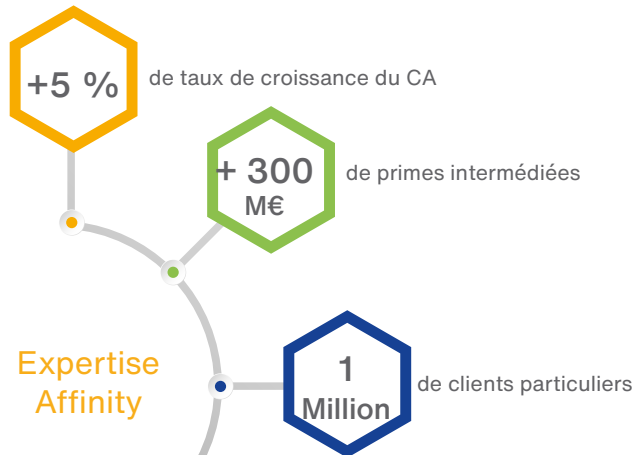 +5 % de taux de croissance du CA
+ 300
M€
de primes intermédiées
Expertise
Affinity
1
Million
de clients particuliers